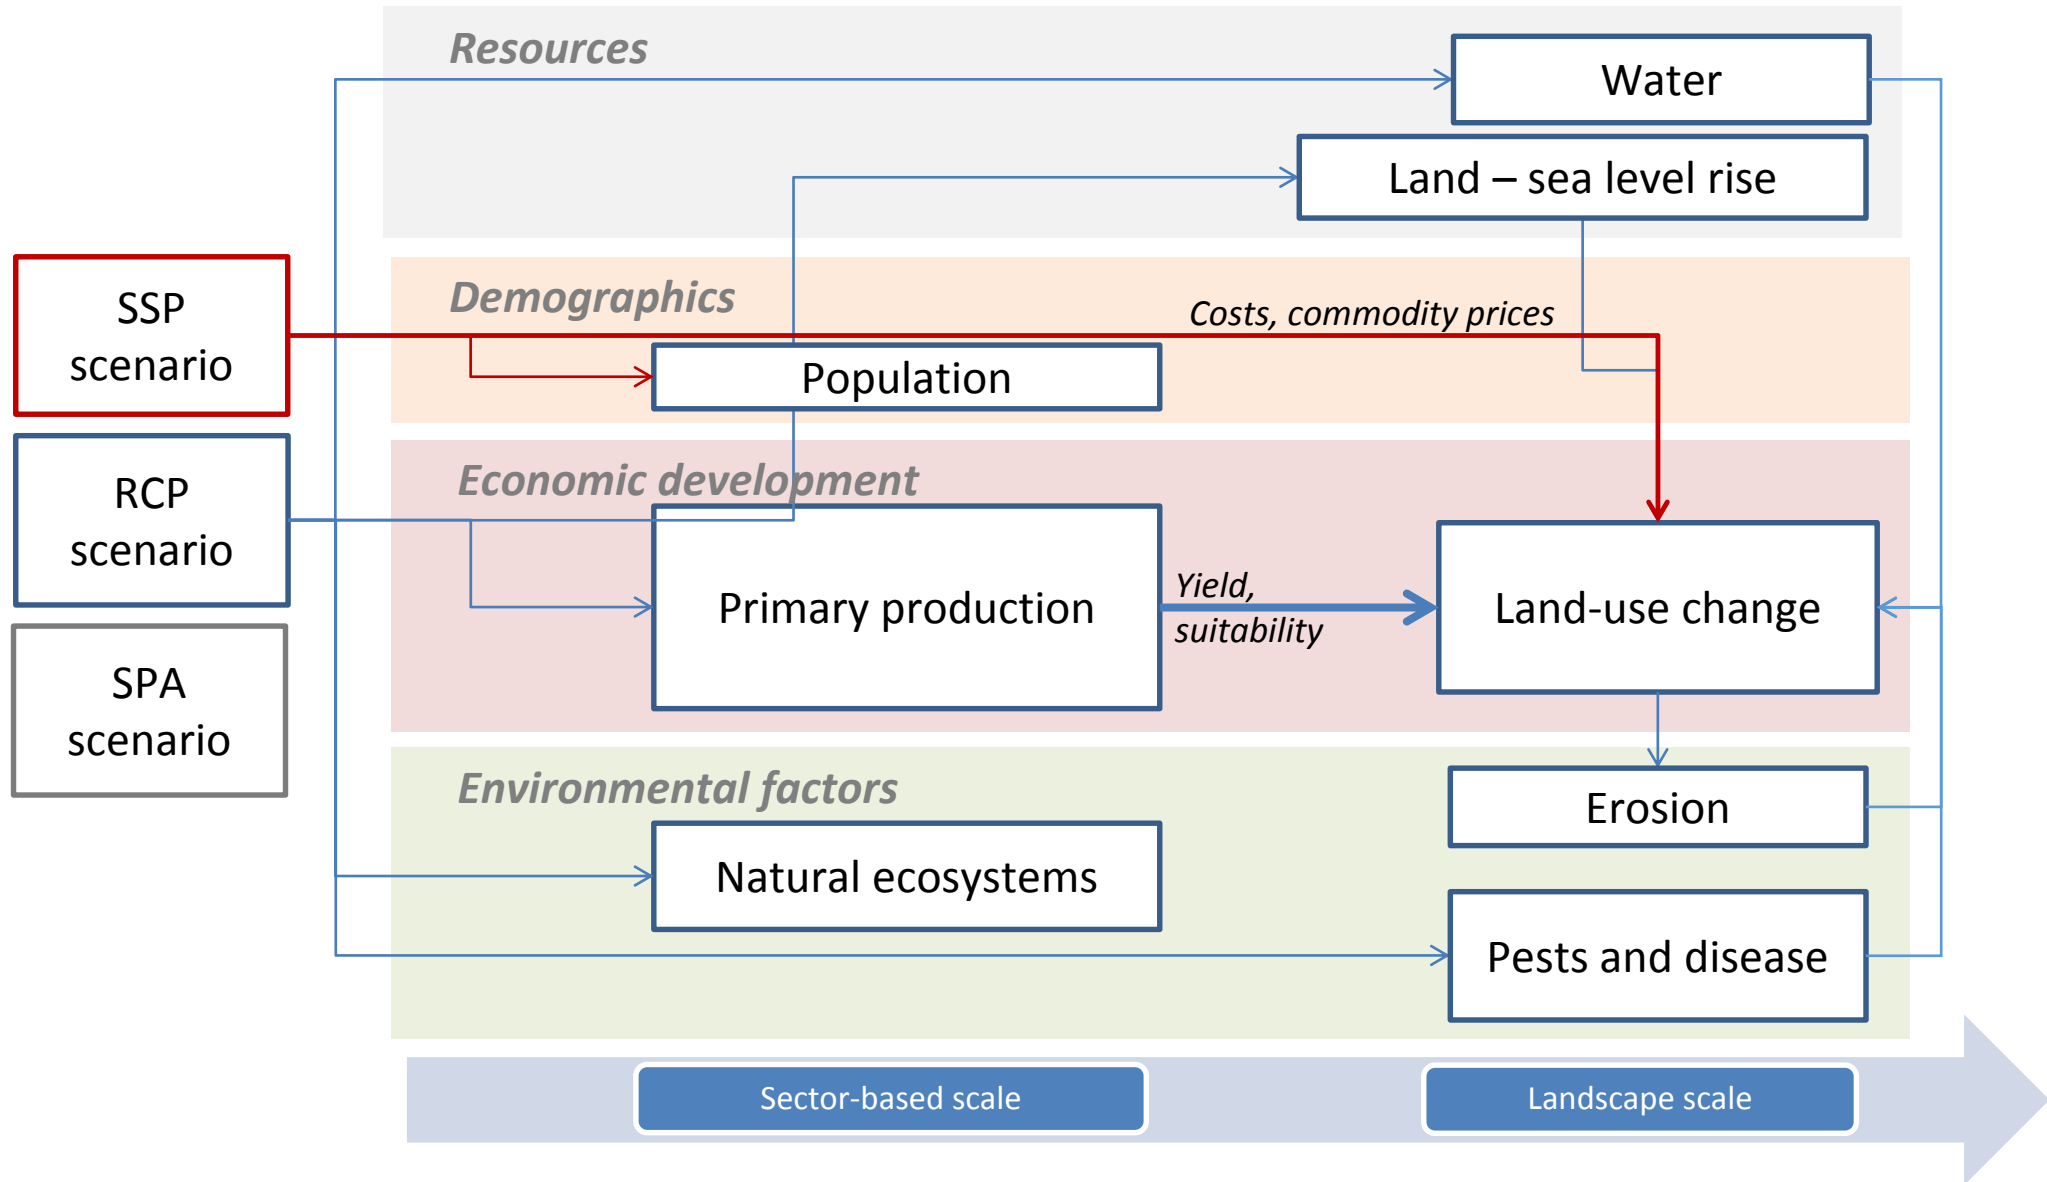 Resources
Water
Land – sea level rise
SSP
scenario
Demographics
Costs, commodity prices
Population
RCP
scenario
Economic development
Primary production
Yield,
suitability
Land-use change
SPA
scenario
Environmental factors
Erosion
Natural ecosystems
Pests and disease
Sector-based scale
Landscape scale